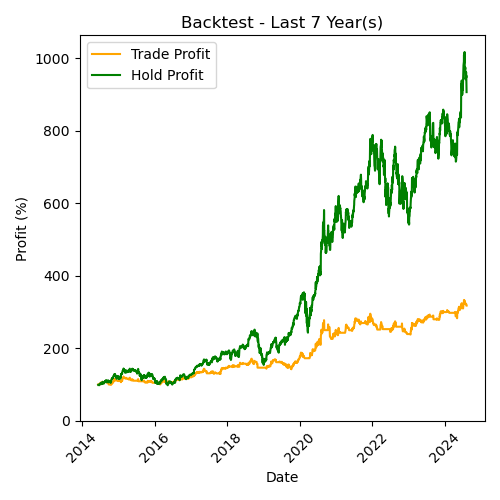 Backtest - Last 7 Year(s)
Trade Profit
Hold Profit
Profit (%)
1000
800
600
400
200
0
2014
2016
2018
2020
2022
2024
Date